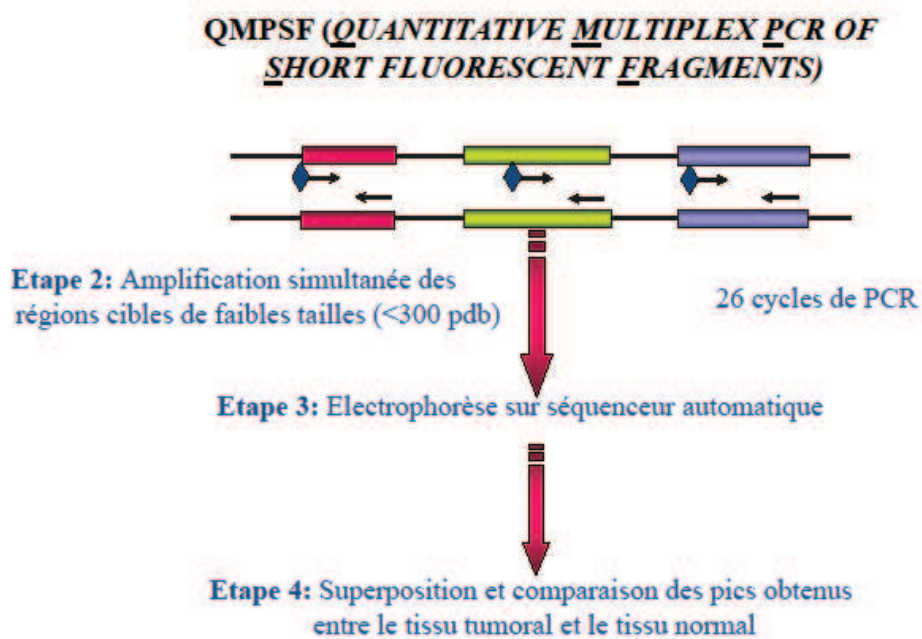 QMPSF (QUANTITATIVE MULTIPLEX PCR OF
SHORT FLUORESCENT FRAGMENTS)
Etape 2: Amplification simultanée des
régions cibles de faibles tailles (<300 pdb)
26 cycles de PCR
Etape 3: Electrophorèse sur séquenceur automatique
Etape 4: Superposition et comparaison des pics obtenus
entre le tissu tumoral et le tissu normal